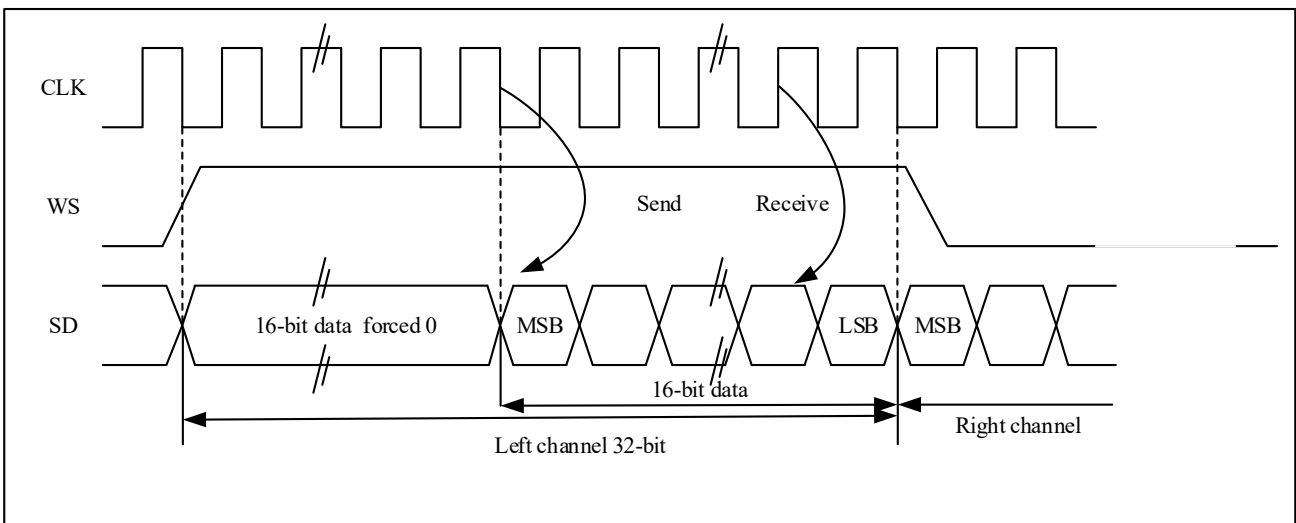 CLK
WS
Send
Receive
SD
16-bit data forced 0
MSB
LSB
MSB
16-bit data
Left channel 32-bit
Right channel